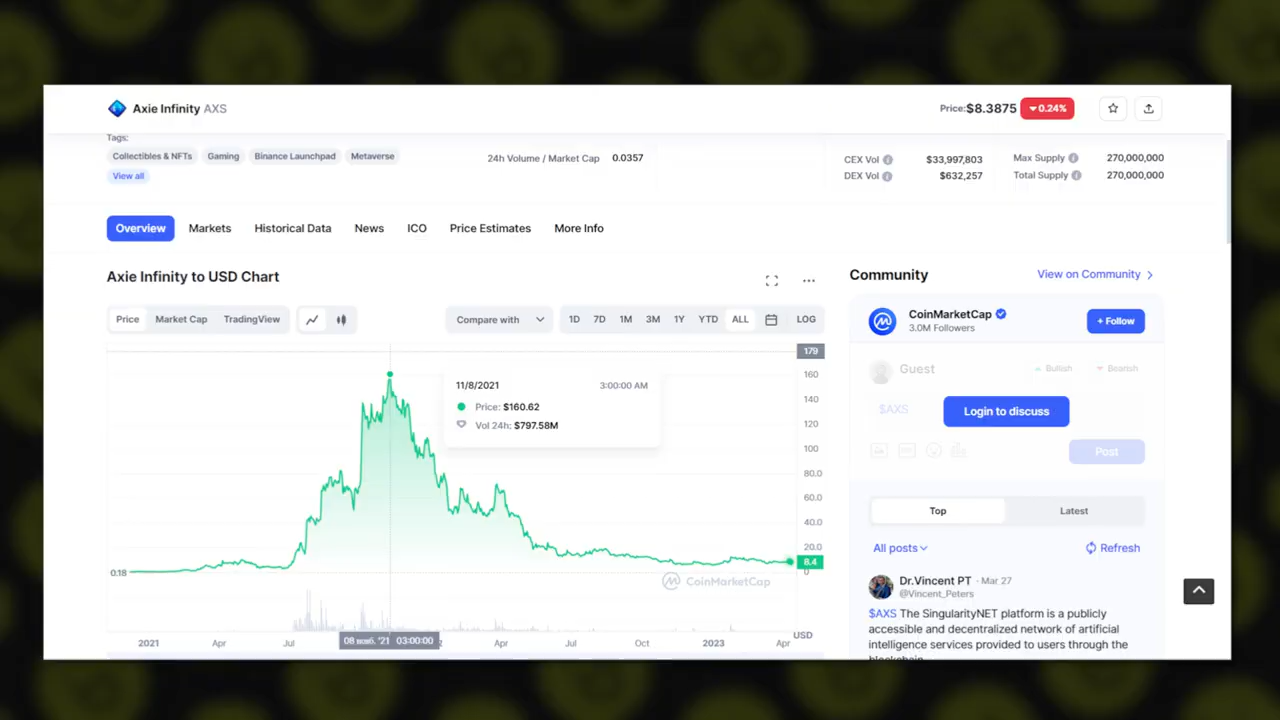 Axie Infinity AXS
Price:$8.3875 0.24%
Tags:
Collectibles & NFTs Gaming Binance Launchpad Metaverse
View all
24h Volume / Market Cap 0.0357
CEX Vol $33,997,803
DEX Vol $632,257
Max Supply 270,000,000
Total Supply 270,000,000
Overview Markets Historical Data News ICO Price Estimates More Info
Axie Infinity to USD Chart
Price Market Cap TradingView
Compare with
1D 7D 1M 3M 1Y YTD ALL LOG
179
160
140
120
100
80.0
60.0
40.0
20.0
8.4
0
0.18
11/8/2021 3:00:00 AM
Price: $160.62
Vol 24h: $797.58M
CoinMarketCap
USD
2021 Apr Jul 08 нояб. '21 03:00:00 2 Apr Jul Oct 2023 Apr
Community View on Community
CoinMarketCap
3.0M Followers
+ Follow
Guest
Bullish Bearish
$AXS
Login to discuss
Post
Top Latest
All posts Refresh
Dr.Vincent PT · Mar 27
@Vincent_Peters
$AXS The SingularityNET platform is a publicly
accessible and decentralized network of artificial
intelligence services provided to users through the
blockchain